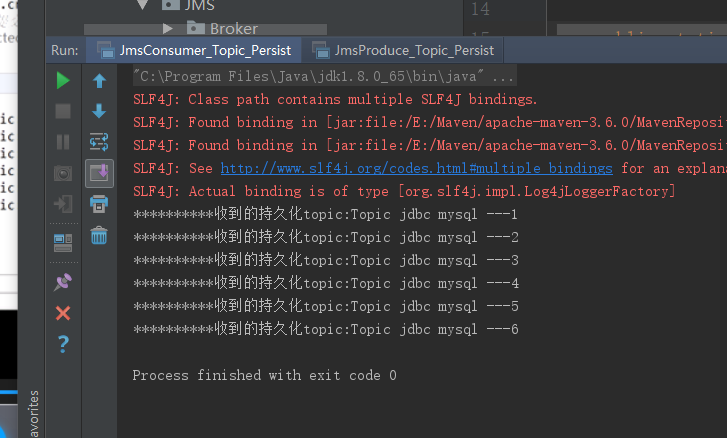 .cr
JMS
Broker
14
15
Run: JmsConsumer_Topic_Persist JmsProduce_Topic_Persist
"C:\Program Files\Java\jdk1.8.0_65\bin\java" ...
SLF4J: Class path contains multiple SLF4J bindings.
SLF4J: Found binding in [jar:file:/E:/Maven/apache-maven-3.6.0/MavenReposit
SLF4J: Found binding in [jar:file:/E:/Maven/apache-maven-3.6.0/MavenReposit
SLF4J: See http://www.slf4j.org/codes.html#multiple_bindings for an explana
SLF4J: Actual binding is of type [org.slf4j.impl.Log4jLoggerFactory]
**********收到的持久化topic:Topic jdbc mysql ---1
**********收到的持久化topic:Topic jdbc mysql ---2
**********收到的持久化topic:Topic jdbc mysql ---3
**********收到的持久化topic:Topic jdbc mysql ---4
**********收到的持久化topic:Topic jdbc mysql ---5
**********收到的持久化topic:Topic jdbc mysql ---6
Process finished with exit code 0
ic
ic
ic
ic
ic
ic
avorites